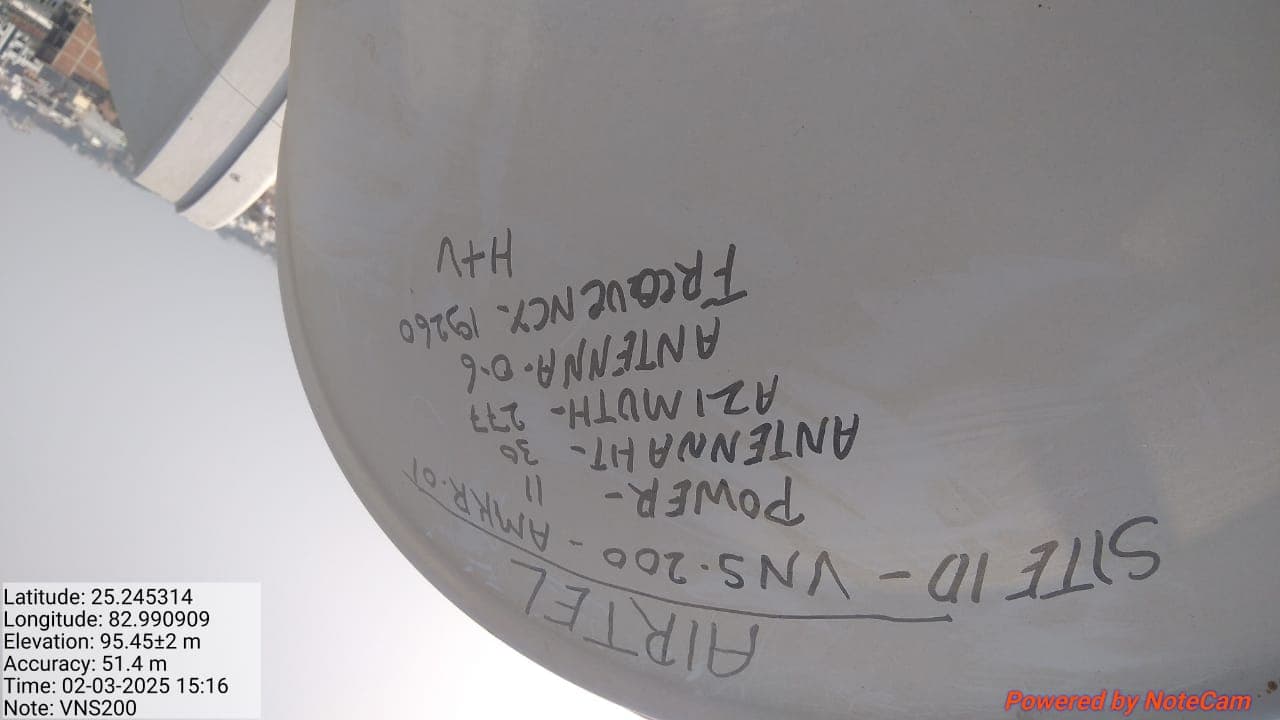 AIRTEL
SITE ID - VNS-200 - AMKR-01
POWER - 11
ANTENNA HT- 30
AZIMUTH- 277
ANTENNA- 0.6
FREQUENCY- 19260
H+V
Latitude: 25.245314
Longitude: 82.990909
Elevation: 95.45±2 m
Accuracy: 51.4 m
Time: 02-03-2025 15:16
Note: VNS200
Powered by NoteCam